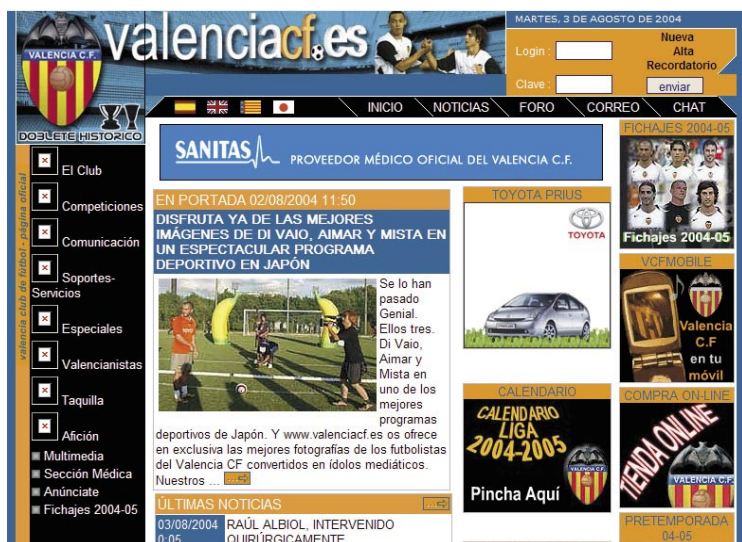 VALENCIA C.F.
DOBLETE HISTORICO
valenciacf.es
MARTES, 3 DE AGOSTO DE 2004
Login :
Clave :
Nueva
Alta
Recordatorio
enviar
INICIO
NOTICIAS
FORO
CORREO
CHAT
valencia club de fútbol - página oficial
El Club
Competiciones
Comunicación
Soportes-
Servicios
Especiales
Valencianistas
Taquilla
Afición
Multimedia
Sección Médica
Anúnciate
Fichajes 2004-05
SANITAS PROVEEDOR MÉDICO OFICIAL DEL VALENCIA C.F.
EN PORTADA 02/08/2004 11:50
DISFRUTA YA DE LAS MEJORES
IMÁGENES DE DI VAIO, AIMAR Y MISTA EN
UN ESPECTACULAR PROGRAMA
DEPORTIVO EN JAPÓN
Se lo han
pasado
Genial.
Ellos tres.
Di Vaio,
Aimar y
Mista en
uno de los
mejores
programas
deportivos de Japón. Y www.valenciacf.es os ofrece
en exclusiva las mejores fotografías de los futbolistas
del Valencia CF convertidos en ídolos mediáticos.
Nuestros ...
ÚLTIMAS NOTICIAS
03/08/2004 RAÚL ALBIOL, INTERVENIDO
0:05 QUIRÚRGICAMENTE
TOYOTA PRIUS
TOYOTA
CALENDARIO
CALENDARIO
LIGA
2004-2005
VALENCIA C.F.
Pincha Aquí
FICHAJES 2004-05
Fichajes 2004-05
VCFMOBILE
Valencia
C.F
en tu
móvil
COMPRA ON-LINE
TIENDA ONLINE
VALENCIA C.F.
PRETEMPORADA
04-05